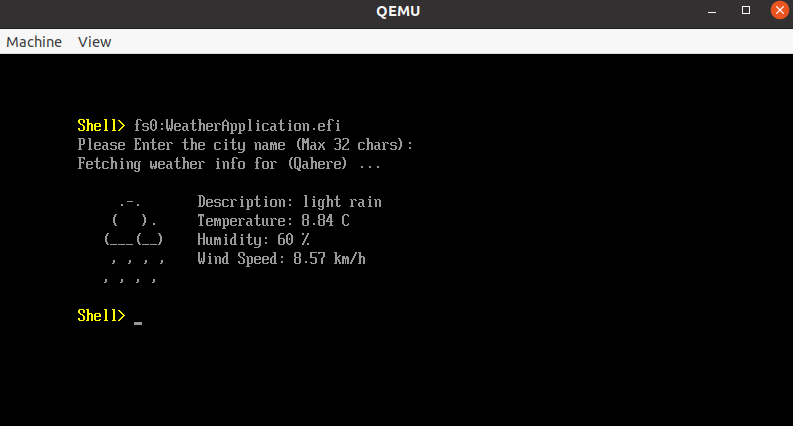 QEMU
Machine View
Shell> fs0:WeatherApplication.efi
Please Enter the city name (Max 32 chars):
Fetching weather info for (Qahere) ...
.-.
Description: light rain
(   ).
Temperature: 8.84 C
(___(__)
Humidity: 60 %
, , , ,
Wind Speed: 8.57 km/h
, , , ,
Shell> _